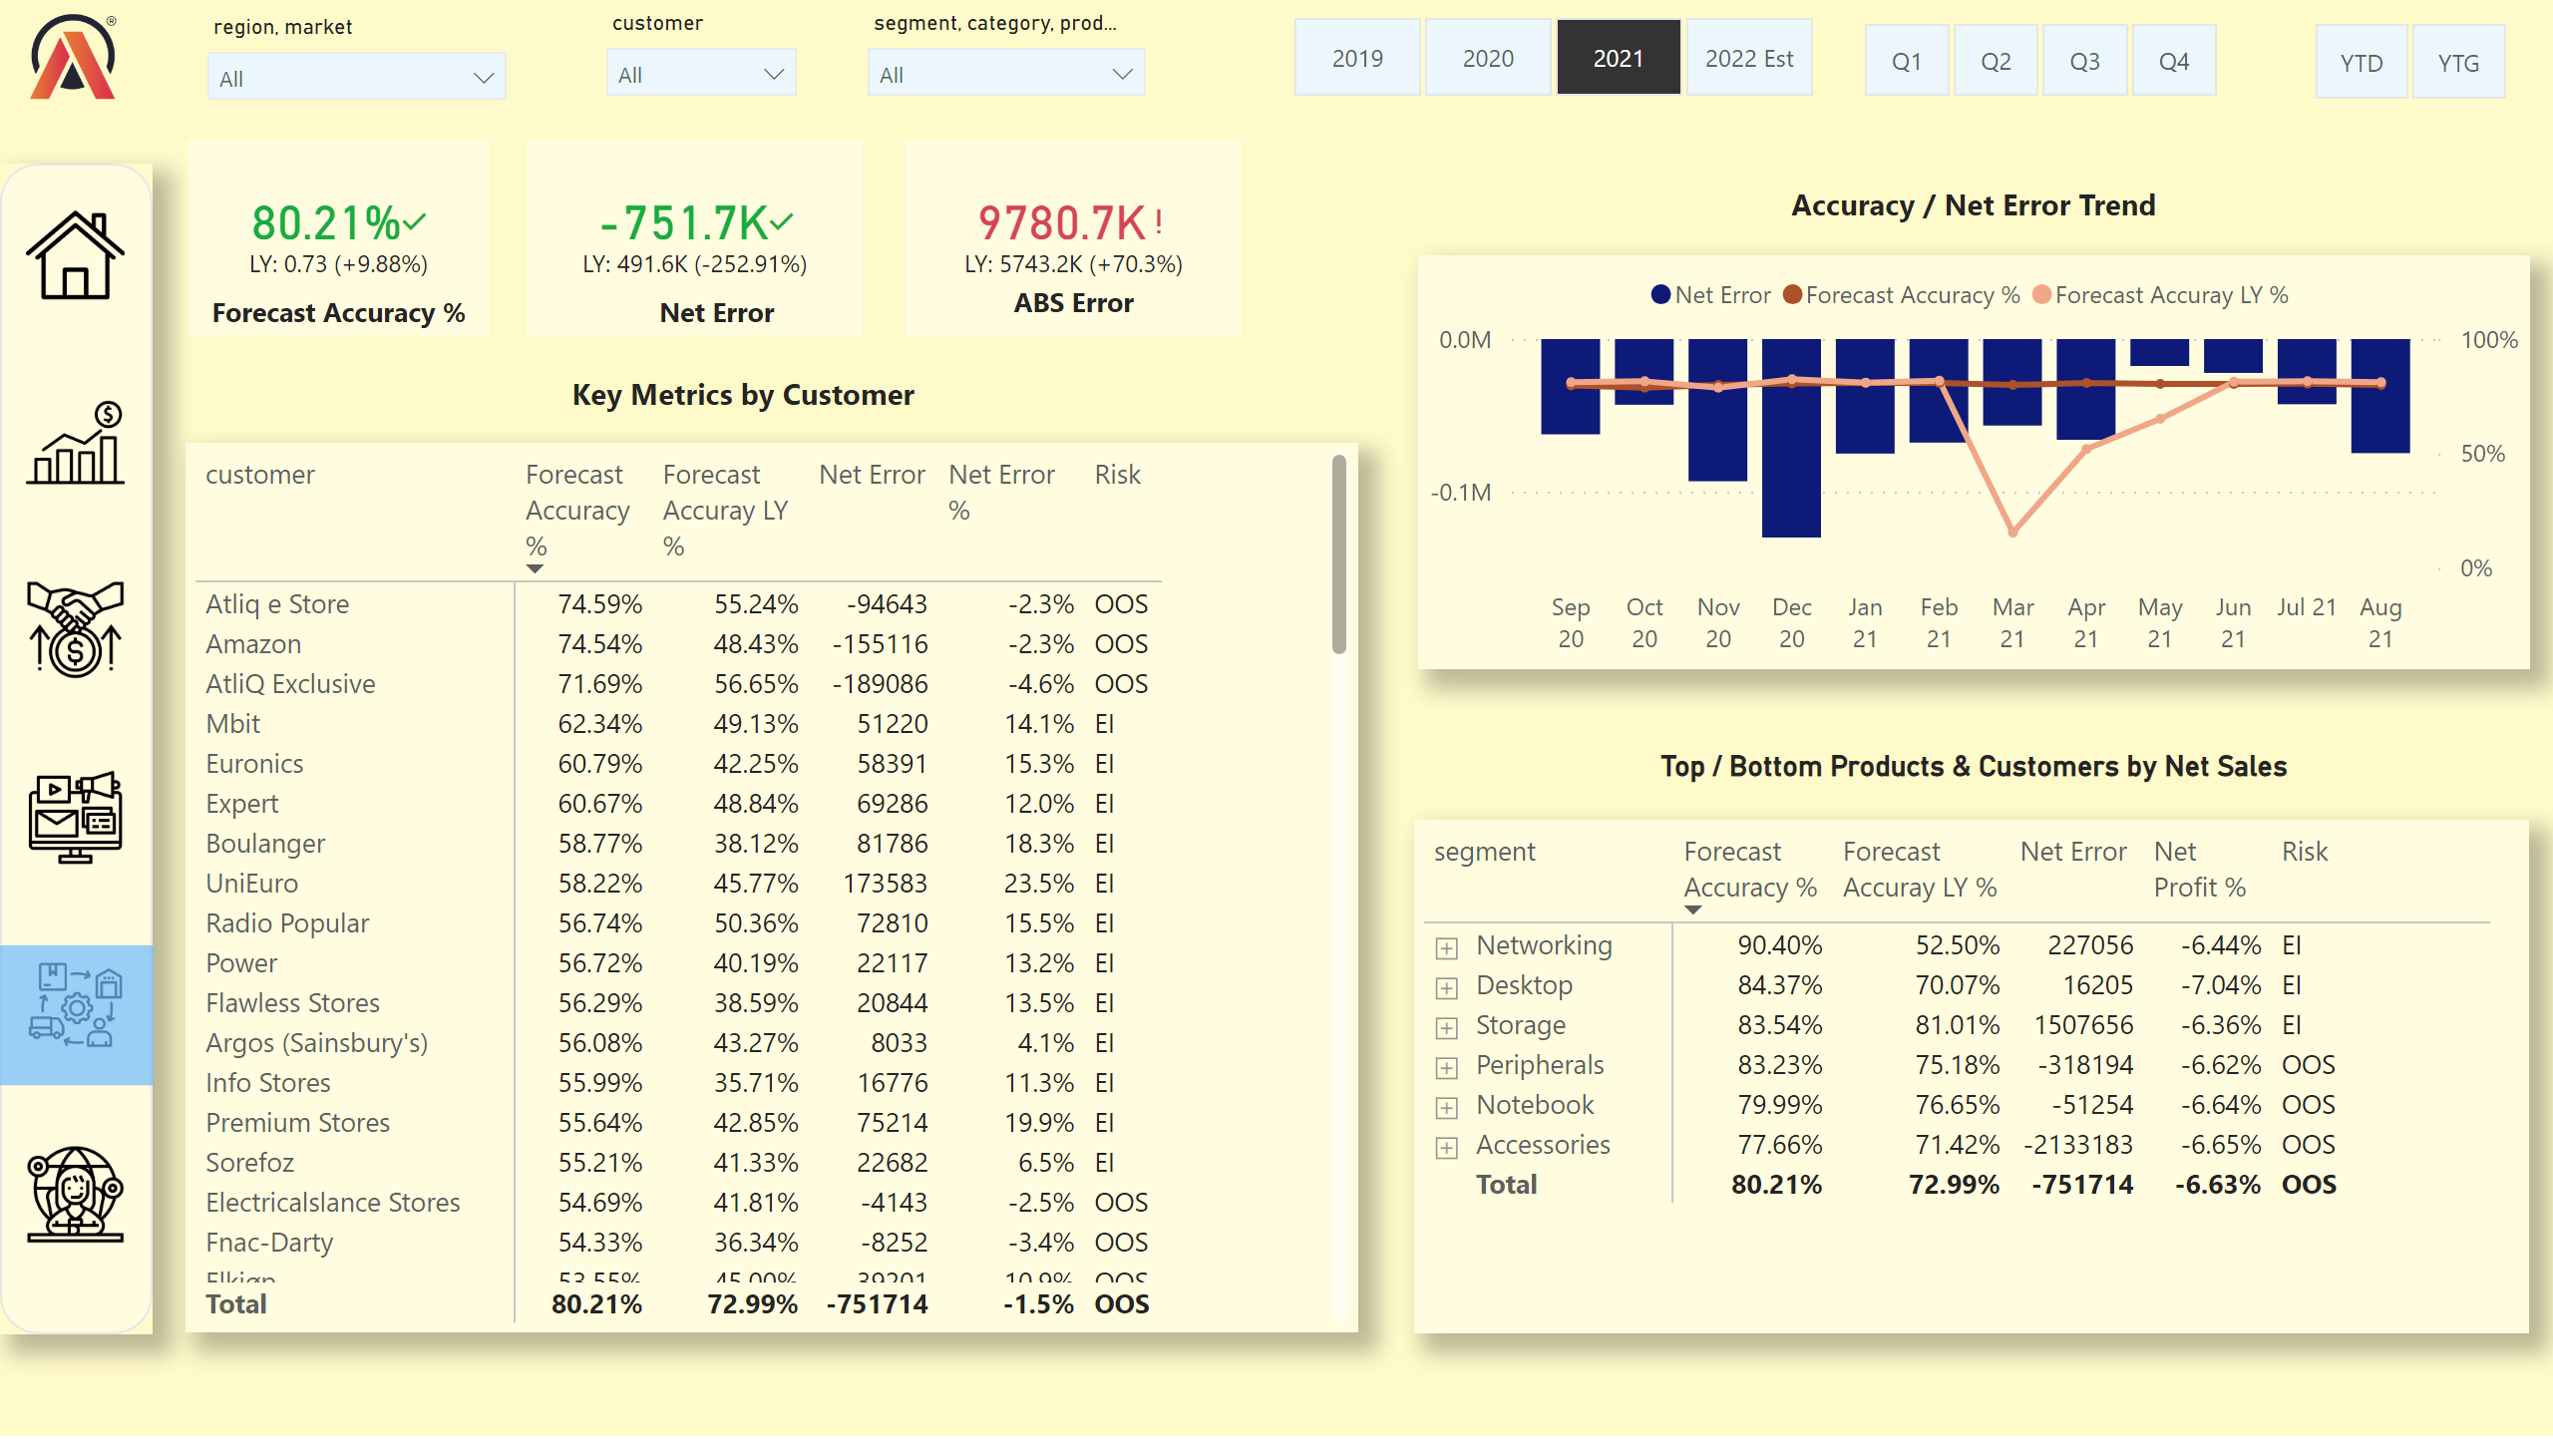 region, market
All
customer
All
segment, category, prod...
All
2019
2020
2021
2022 Est
Q1
Q2
Q3
Q4
YTD
YTG
80.21%
LY: 0.73 (+9.88%)
Forecast Accuracy %
-751.7K
LY: 491.6K (-252.91%)
Net Error
9780.7K!
LY: 5743.2K (+70.3%)
ABS Error
Key Metrics by Customer
customer Forecast Accuracy % Forecast Accuray LY % Net Error Net Error % Risk
Atliq e Store 74.59% 55.24% -94643 -2.3% OOS
Amazon 74.54% 48.43% -155116 -2.3% OOS
AtliQ Exclusive 71.69% 56.65% -189086 -4.6% OOS
Mbit 62.34% 49.13% 51220 14.1% EI
Euronics 60.79% 42.25% 58391 15.3% EI
Expert 60.67% 48.84% 69286 12.0% EI
Boulanger 58.77% 38.12% 81786 18.3% EI
UniEuro 58.22% 45.77% 173583 23.5% EI
Radio Popular 56.74% 50.36% 72810 15.5% EI
Power 56.72% 40.19% 22117 13.2% EI
Flawless Stores 56.29% 38.59% 20844 13.5% EI
Argos (Sainsbury's) 56.08% 43.27% 8033 4.1% EI
Info Stores 55.99% 35.71% 16776 11.3% EI
Premium Stores 55.64% 42.85% 75214 19.9% EI
Sorefoz 55.21% 41.33% 22682 6.5% EI
Electricalslance Stores 54.69% 41.81% -4143 -2.5% OOS
Fnac-Darty 54.33% 36.34% -8252 -3.4% OOS
Total 80.21% 72.99% -751714 -1.5% OOS
Accuracy / Net Error Trend
Net Error Forecast Accuracy % Forecast Accuray LY %
0.0M
-0.1M
100%
50%
0%
Sep 20
Oct 20
Nov 20
Dec 20
Jan 21
Feb 21
Mar 21
Apr 21
May 21
Jun 21
Jul 21
Aug 21
Top / Bottom Products & Customers by Net Sales
segment Forecast Accuracy % Forecast Accuray LY % Net Error Net Profit % Risk
Networking 90.40% 52.50% 227056 -6.44% EI
Desktop 84.37% 70.07% 16205 -7.04% EI
Storage 83.54% 81.01% 1507656 -6.36% EI
Peripherals 83.23% 75.18% -318194 -6.62% OOS
Notebook 79.99% 76.65% -51254 -6.64% OOS
Accessories 77.66% 71.42% -2133183 -6.65% OOS
Total 80.21% 72.99% -751714 -6.63% OOS